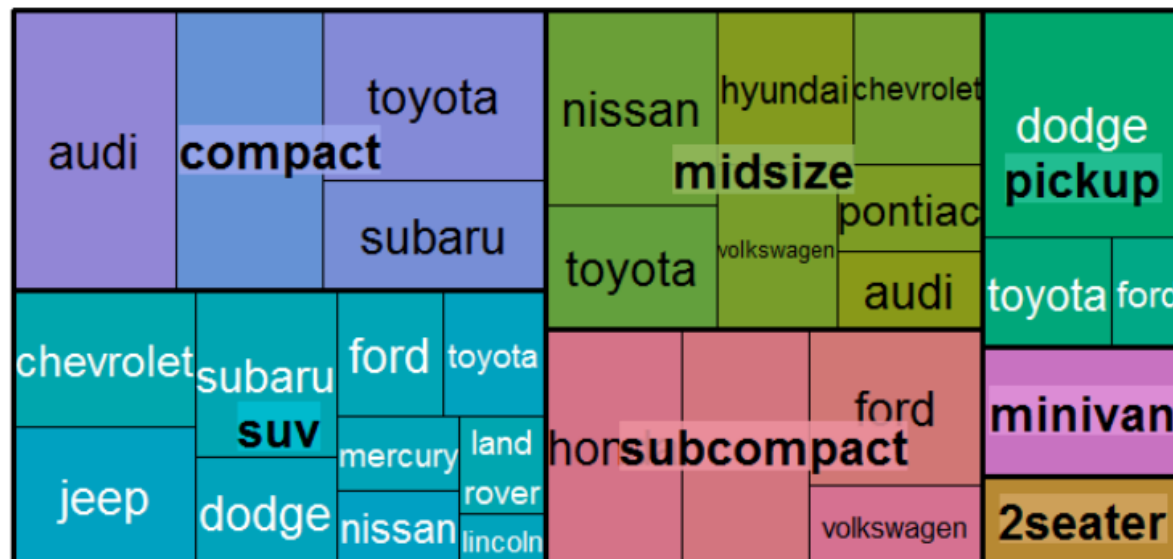 audi
compact
toyota
subaru
nissan
toyota
hyundai
chevrolet
midsize
volkswagen
pontiac
audi
dodge
pickup
toyota
ford
chevrolet
jeep
subaru
suv
dodge
ford
toyota
mercury
nissan
land
rover
lincoln
subcompact
ford
volkswagen
minivan
2seater